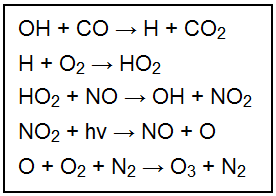 OH + CO → H + CO₂
H + O₂ → HO₂
HO₂ + NO → OH + NO₂
NO₂ + hv → NO + O
O + O₂ + N₂ → O₃ + N₂